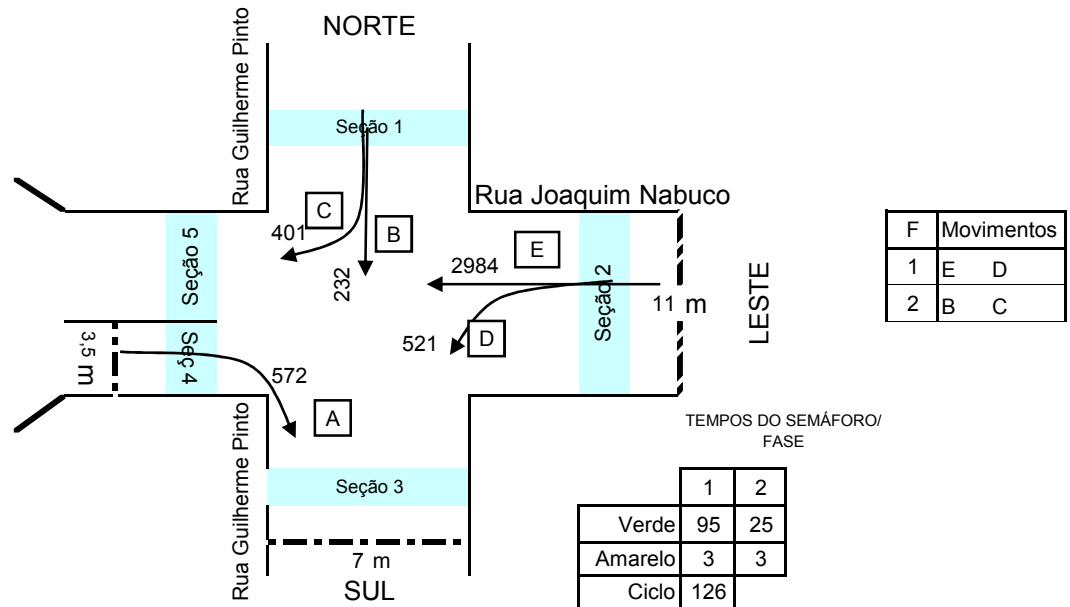 NORTE
Rua Guilherme Pinto
Seção 1
Rua Joaquim Nabuco
C
401
B
232
E
2984
Seção 2
11 m
LESTE
D
521
Seção 5
Seç 4
3,5 m
572
A
Rua Guilherme Pinto
Seção 3
7 m
SUL
F Movimentos
1 E D
2 B C
TEMPOS DO SEMÁFORO/
FASE
1 2
Verde 95 25
Amarelo 3 3
Ciclo 126